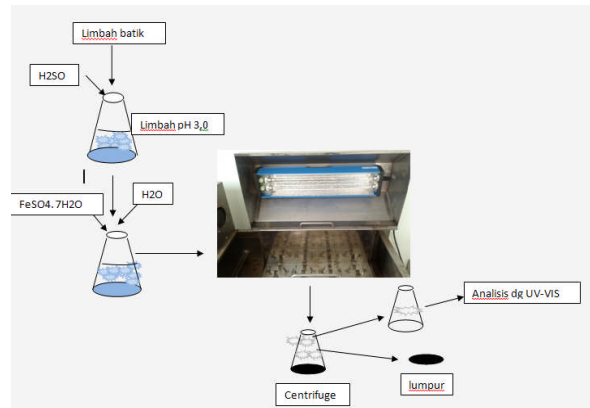 Limbah batik
H2SO
Limbah pH 3,0
H2O
FeSO4. 7H2O
Analisis dg UV-VIS
lumpur
Centrifuge